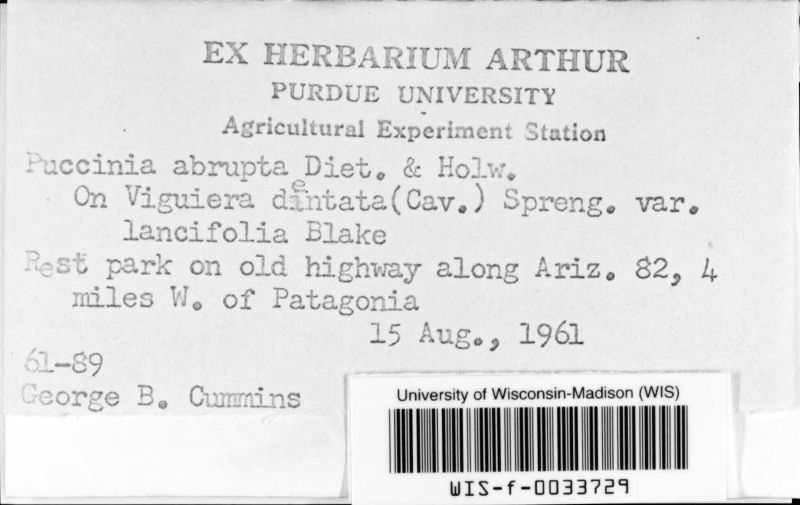 EX HERBARIUM ARTHUR
PURDUE UNIVERSITY
Agricultural Experiment Station
Puccinia abrupta Diet. & Holw.
On Viguiera dentata(Cav.) Spreng. var.
lancifolia Blake
Rest park on old highway along Ariz. 82, 4
miles W. of Patagonia
15 Aug., 1961
61-89
George B. Cummins
University of Wisconsin-Madison (WIS)
WIS-f-0033729